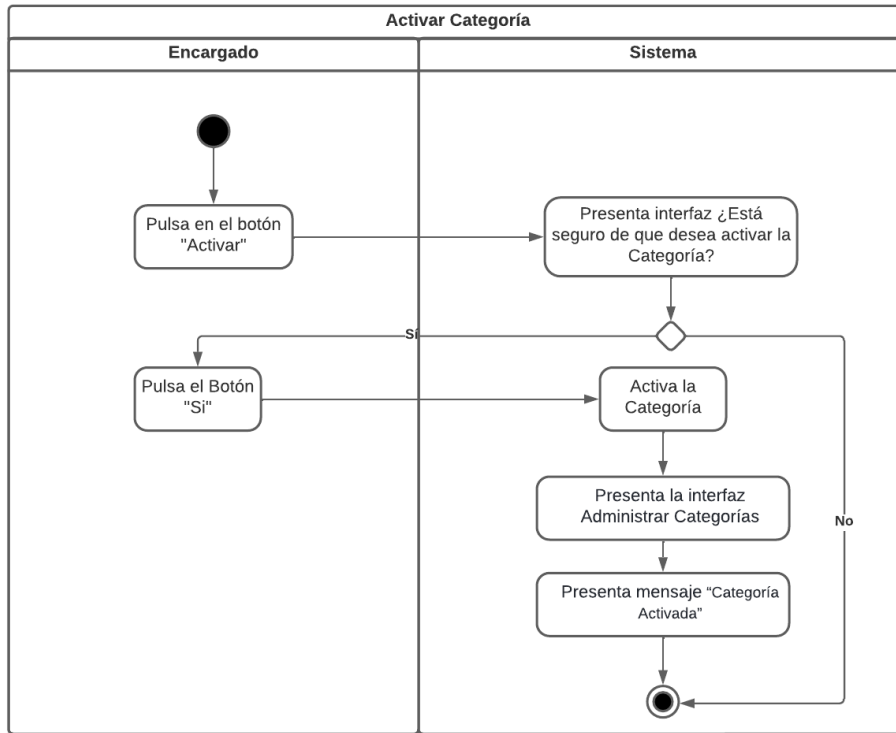 Activar Categoría
Encargado
Sistema
Pulsa en el botón
"Activar"
Presenta interfaz ¿Está
seguro de que desea activar la
Categoría?
Sí
Pulsa el Botón
"Si"
Activa la
Categoría
Presenta la interfaz
Administrar Categorías
No
Presenta mensaje “Categoría
Activada”